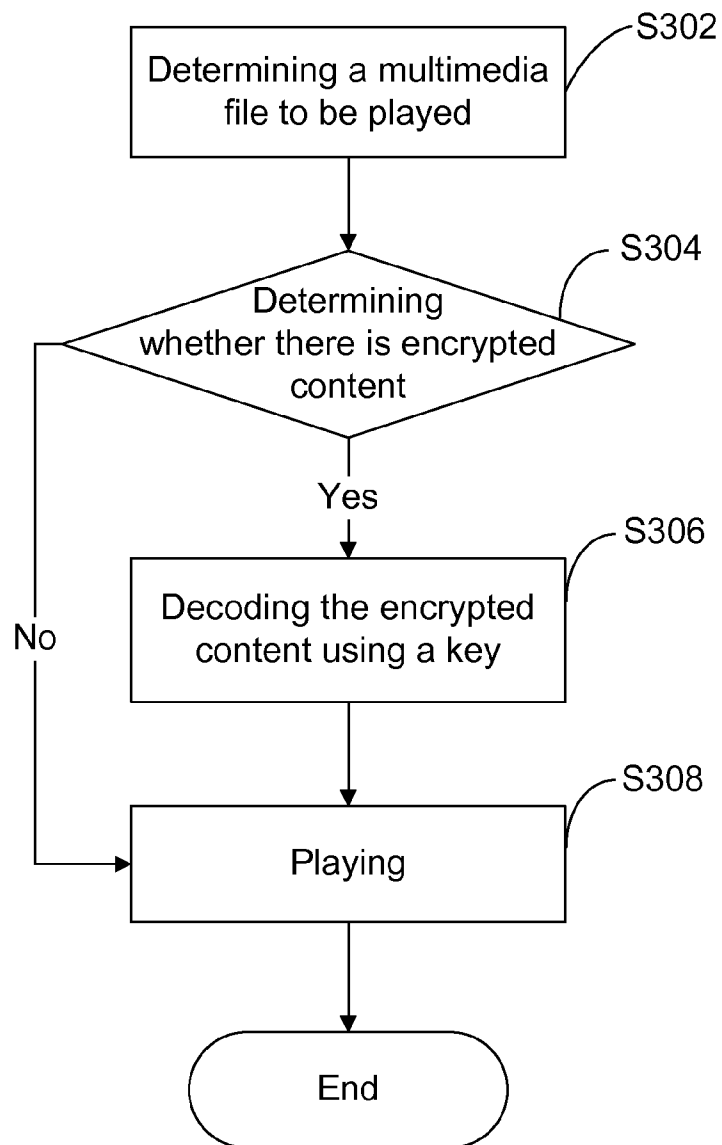 S302
Determining a multimedia
file to be played
S304
Determining
whether there is encrypted
content
Yes
S306
Decoding the encrypted
content using a key
No
S308
Playing
End